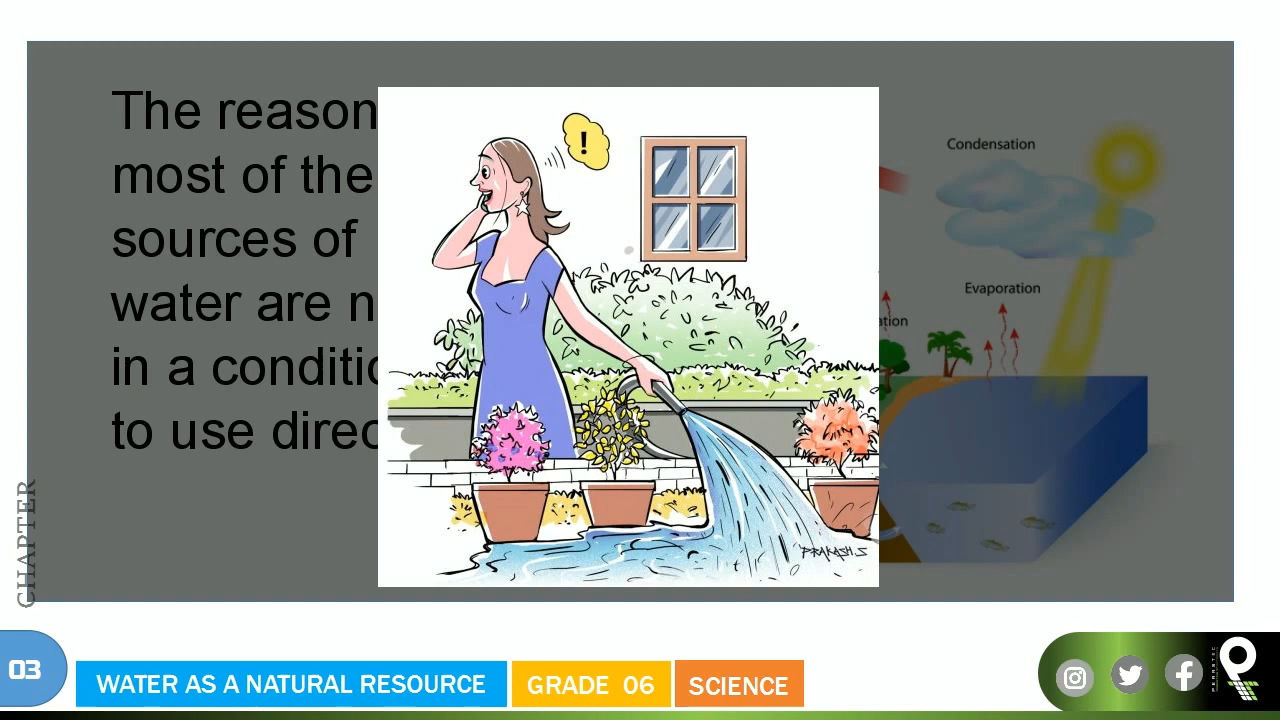 The reason
most of the
sources of
water are n
in a conditio
to use direc
!
Condensation
Evaporation
ation
PRAKASH.S
CHAPTER
03
WATER AS A NATURAL RESOURCE
GRADE 06
SCIENCE